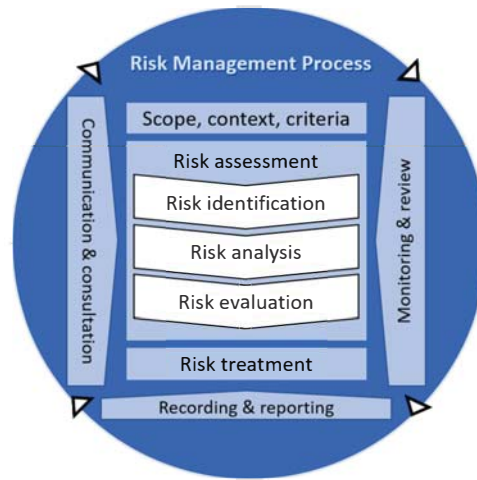 Risk Management Process
Scope, context, criteria
Communication & consultation
Risk assessment
Risk identification
Risk analysis
Risk evaluation
Monitoring & review
Risk treatment
Recording & reporting